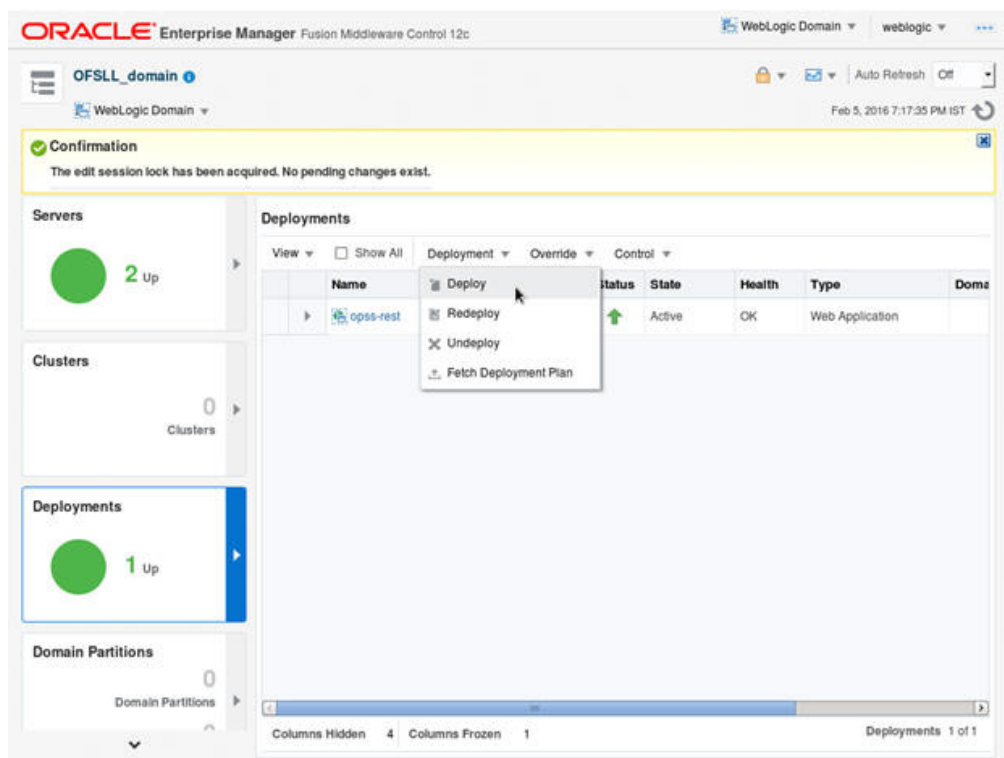 ORACLE Enterprise Manager Fusion Middleware Control 12c
WebLogic Domain
weblogic
OFSLL_domain
Auto Refresh Off
WebLogic Domain
Feb 5, 2016 7:17:35 PM IST
Confirmation
The edit session lock has been acquired. No pending changes exist.
Servers
2 Up
Clusters
0
Clusters
Deployments
1 Up
Domain Partitions
0
Domain Partitions
Deployments
View Show All Deployment Override Control
Name Status State Health Type Doma
opss-rest Active OK Web Application
Deploy
Redeploy
Undeploy
Fetch Deployment Plan
Columns Hidden 4 Columns Frozen 1
Deployments 1 of 1